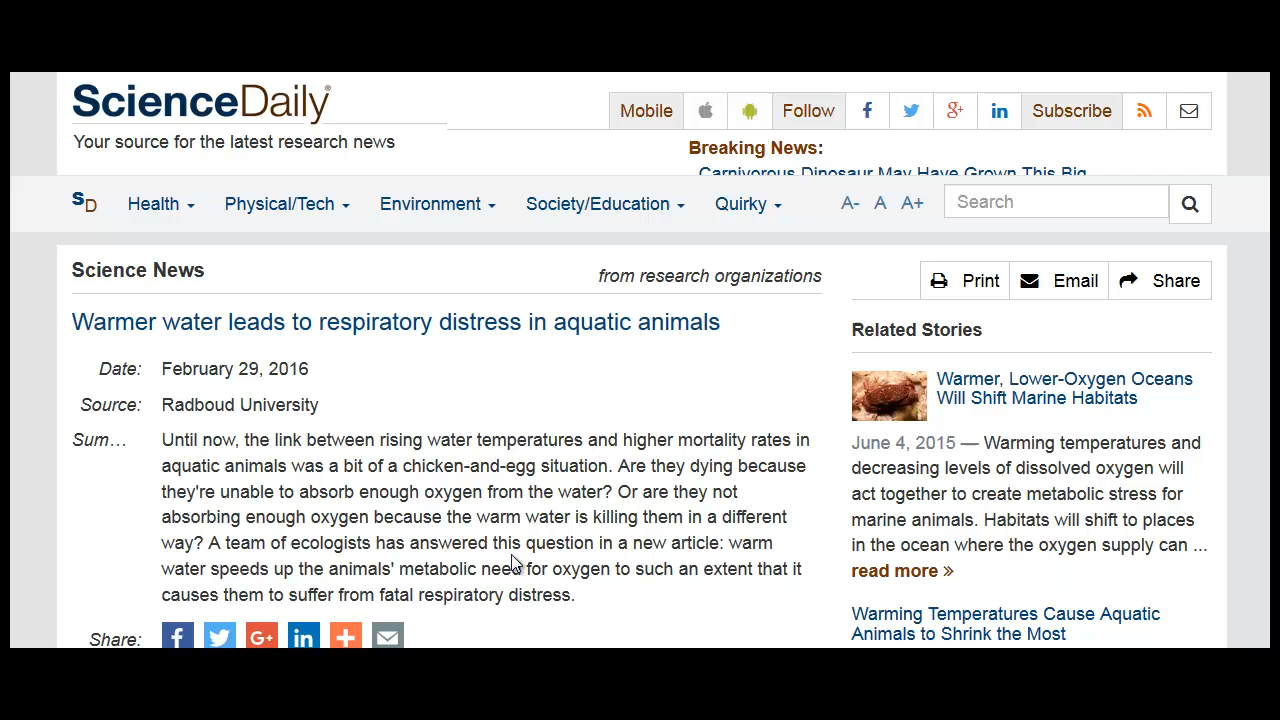 ScienceDaily®
Your source for the latest research news
Mobile Follow f g+ in Subscribe
Breaking News:
Carnivorous Dinosaur May Have Grown This Big
SD Health Physical/Tech Environment Society/Education Quirky A- A A+ Search
Science News
from research organizations
Warmer water leads to respiratory distress in aquatic animals
Date: February 29, 2016
Source: Radboud University
Sum… Until now, the link between rising water temperatures and higher mortality rates in
aquatic animals was a bit of a chicken-and-egg situation. Are they dying because
they're unable to absorb enough oxygen from the water? Or are they not
absorbing enough oxygen because the warm water is killing them in a different
way? A team of ecologists has answered this question in a new article: warm
water speeds up the animals' metabolic need for oxygen to such an extent that it
causes them to suffer from fatal respiratory distress.
Share: f G+ in
Print Email Share
Related Stories
Warmer, Lower-Oxygen Oceans
Will Shift Marine Habitats
June 4, 2015 — Warming temperatures and
decreasing levels of dissolved oxygen will
act together to create metabolic stress for
marine animals. Habitats will shift to places
in the ocean where the oxygen supply can ...
read more »
Warming Temperatures Cause Aquatic
Animals to Shrink the Most